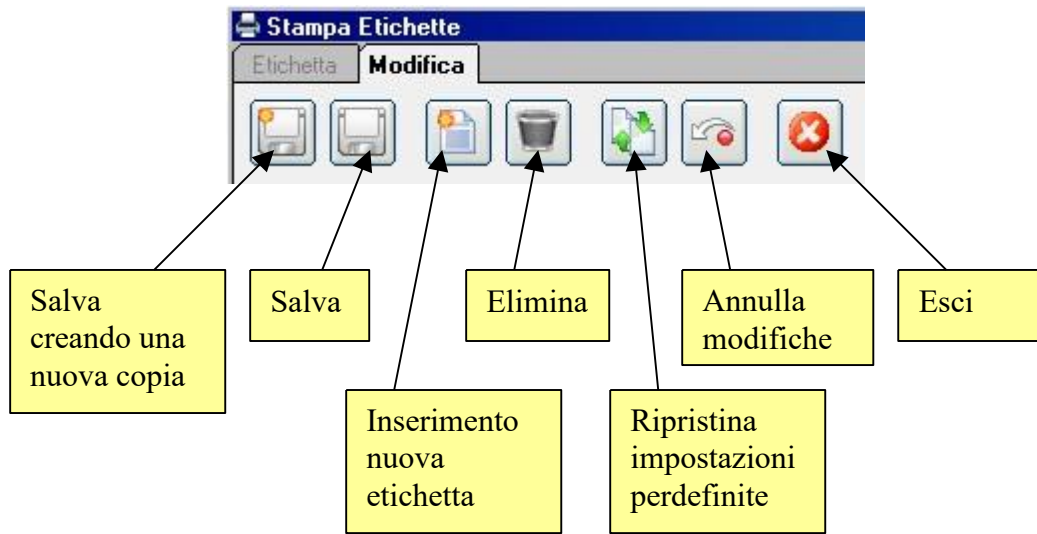 Stampa Etichette
Etichetta Modifica
Salva
creando una
nuova copia
Salva
Elimina
Annulla
modifiche
Esci
Inserimento
nuova
etichetta
Ripristina
impostazioni
perdefinite